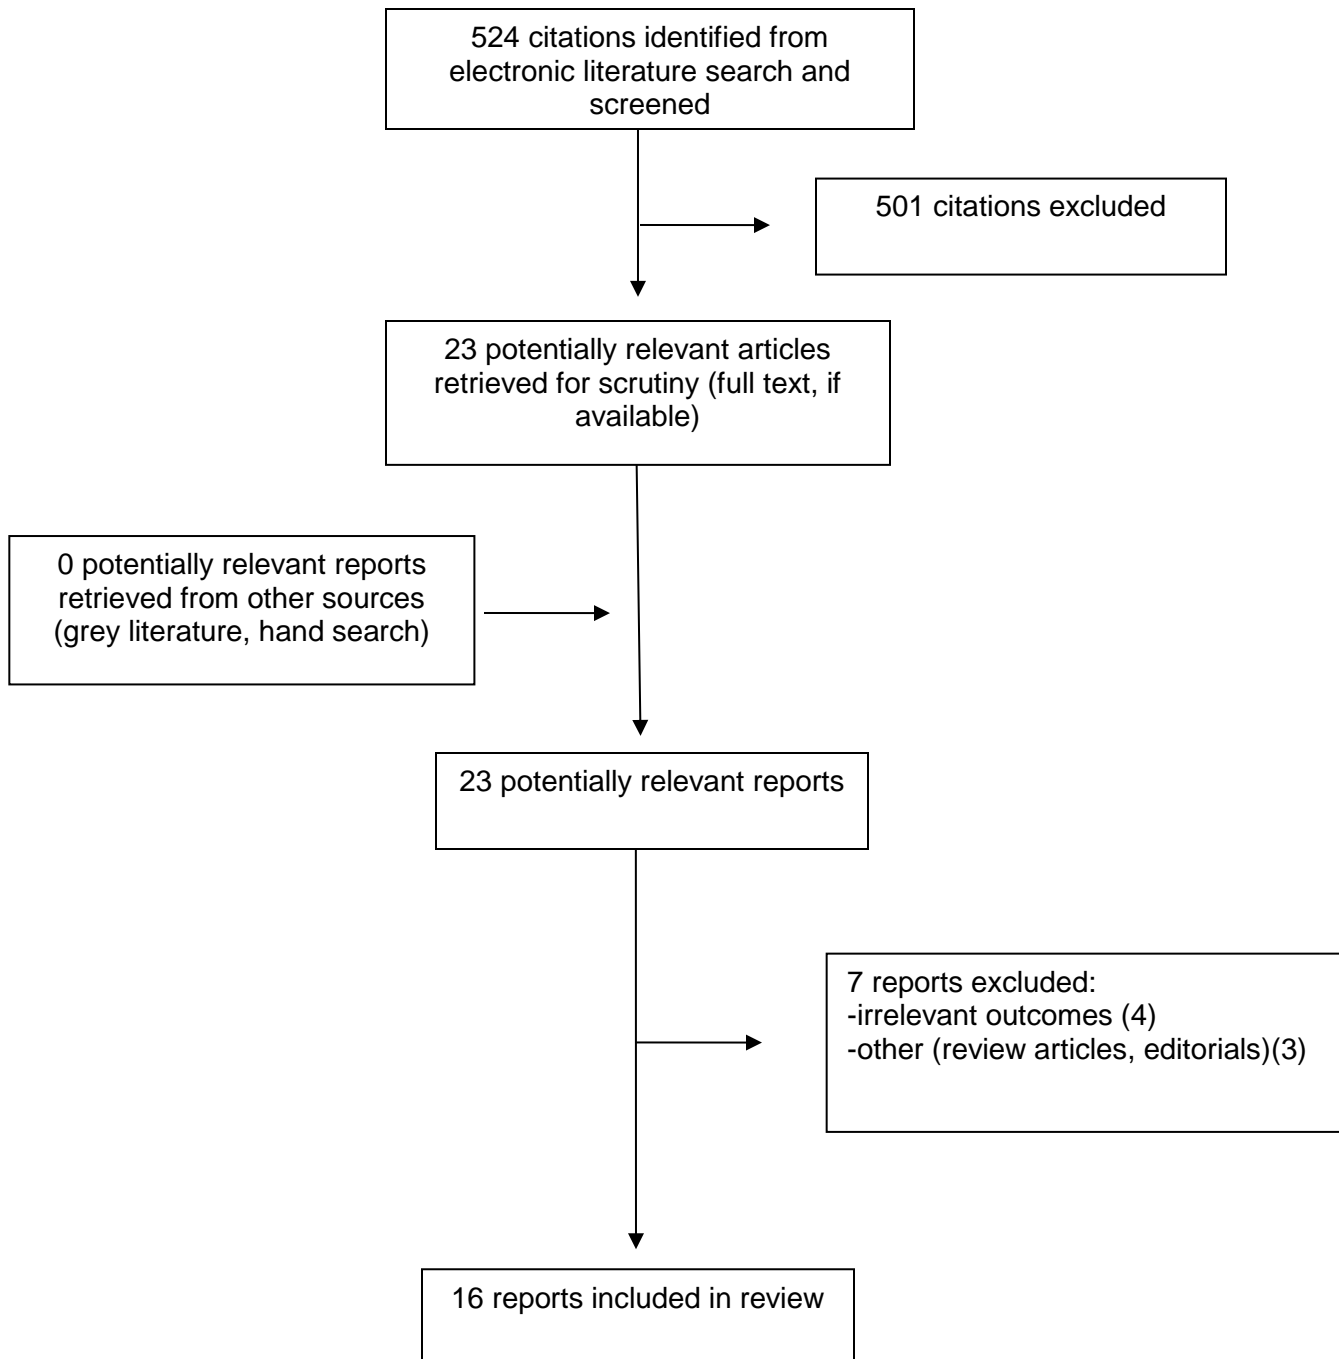 524 citations identified from
electronic literature search and
screened
501 citations excluded
23 potentially relevant articles
retrieved for scrutiny (full text, if
available)
0 potentially relevant reports
retrieved from other sources
(grey literature, hand search)
23 potentially relevant reports
7 reports excluded:
-irrelevant outcomes (4)
-other (review articles, editorials)(3)
16 reports included in review